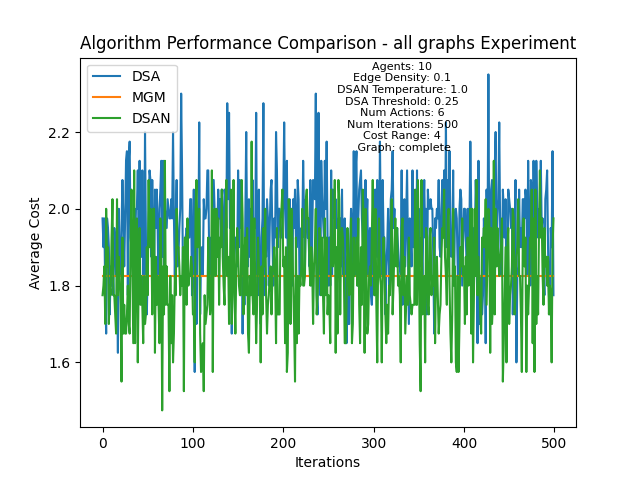 Algorithm Performance Comparison - all graphs Experiment
DSA
MGM
DSAN
Agents: 10
Edge Density: 0.1
DSAN Temperature: 1.0
DSA Threshold: 0.25
Num Actions: 6
Num Iterations: 500
Cost Range: 4
Graph: complete
Average Cost
2.2
2.0
1.8
1.6
0
100
200
300
400
500
Iterations